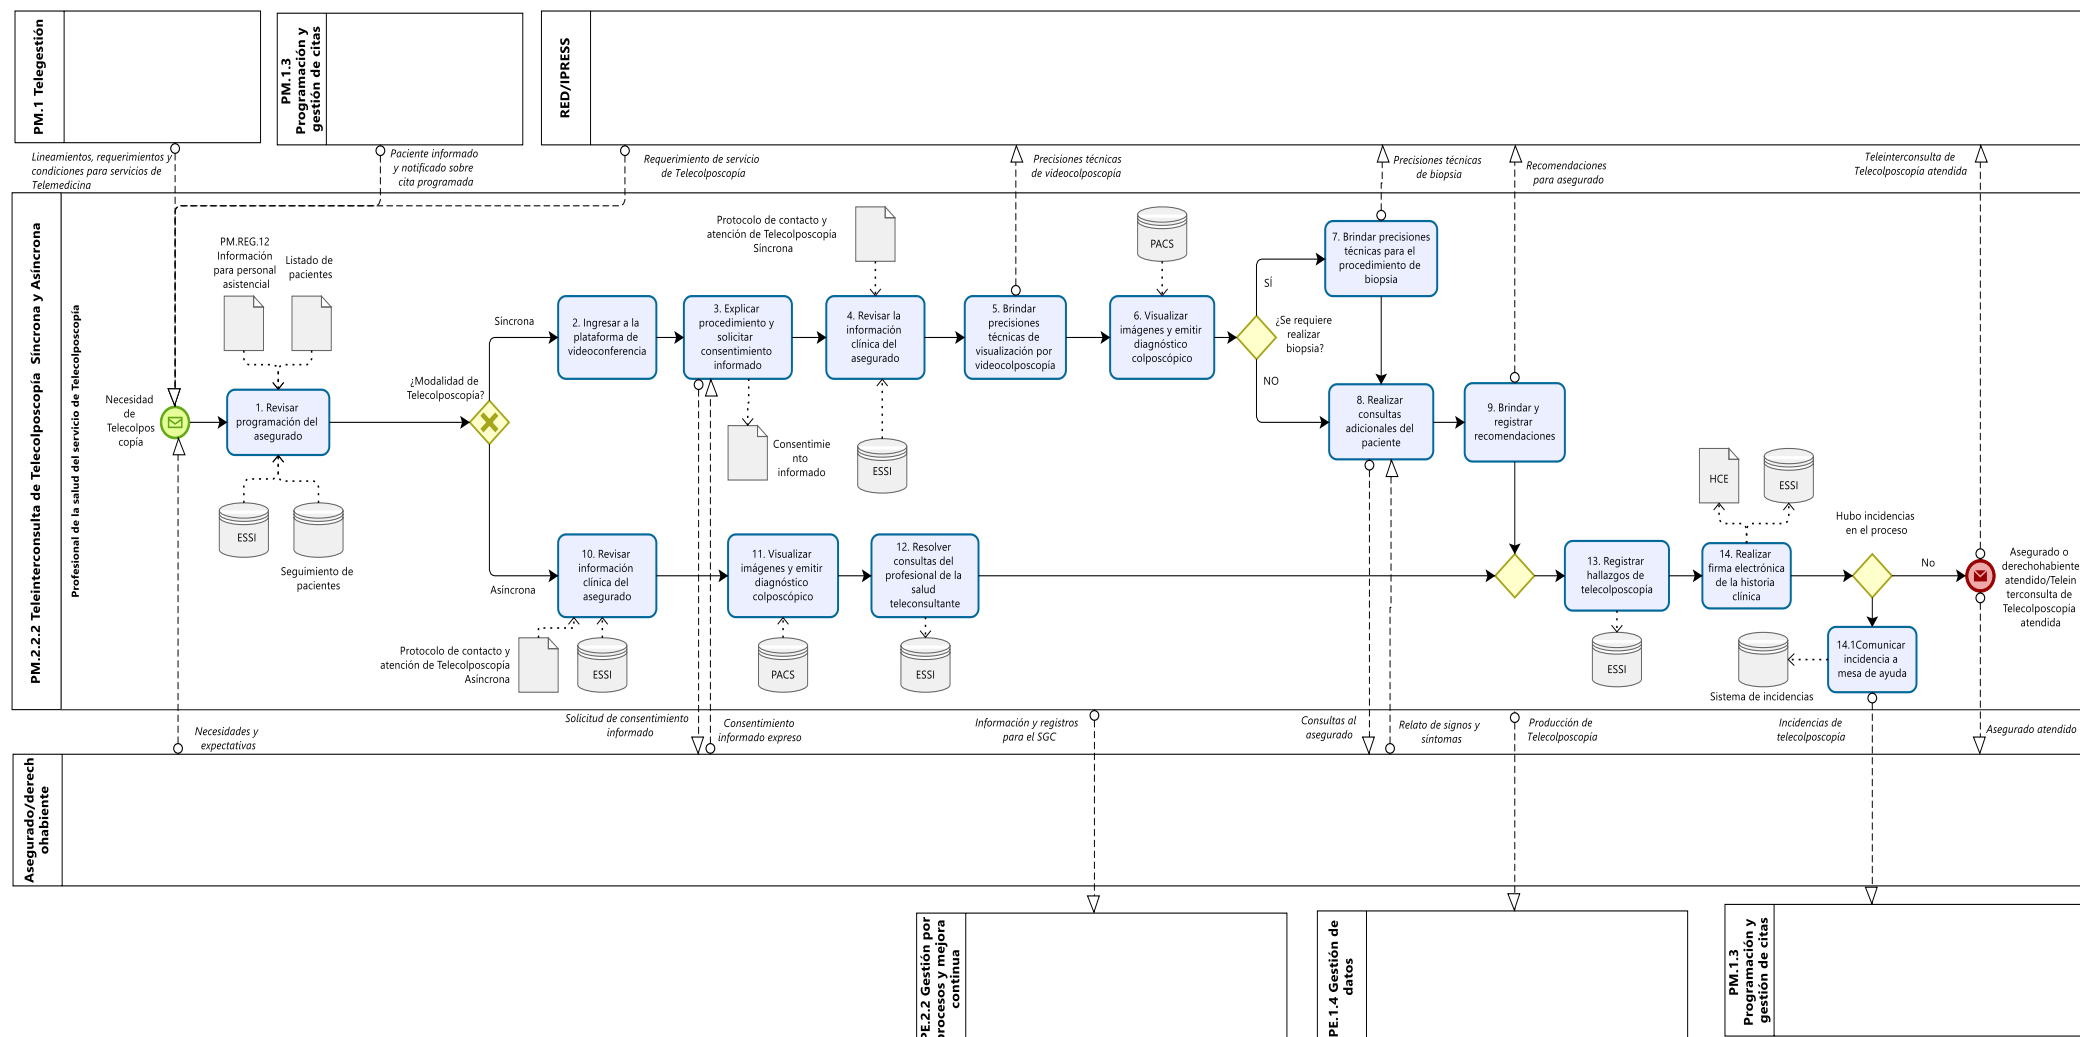 PM.1 Telegestión
PM.1.3
Programación y
gestión de citas
RED/IPRESS
Lineamientos, requerimientos y
condiciones para servicios de
Telemedicina
Paciente informado
y notificado sobre
cita programada
Requerimiento de servicio
de Telecolposcopía
Precisiones técnicas
de videocolposcopía
Precisiones técnicas
de biopsia
Recomendaciones
para asegurado
Teleinterconsulta de
Telecolposcopía atendida
PM.2.2.2 Teleinterconsulta de Telecolposcopía Síncrona y Asíncrona
Profesional de la salud del servicio de Telecolposcopía
Necesidad
de
Telecolpos
copía
PM.REG.12
Información
para personal
asistencial
Listado de
pacientes
1. Revisar
programación del
asegurado
ESSI
Seguimiento de
pacientes
¿Modalidad de
Telecolposcopía?
Síncrona
Asíncrona
2. Ingresar a la
plataforma de
videoconferencia
3. Explicar
procedimiento y
solicitar
consentimiento
informado
Consentimie
nto
informado
Protocolo de contacto y
atención de Telecolposcopía
Síncrona
4. Revisar la
información
clínica del
asegurado
ESSI
5. Brindar
precisiones
técnicas de
visualización por
videocolposcopía
PACS
6. Visualizar
imágenes y emitir
diagnóstico
colposcópico
¿Se requiere
realizar
biopsia?
SÍ
NO
7. Brindar precisiones
técnicas para el
procedimiento de
biopsia
8. Realizar
consultas
adicionales del
paciente
9. Brindar y
registrar
recomendaciones
10. Revisar
información
clínica del
asegurado
Protocolo de contacto y
atención de Telecolposcopía
Asíncrona
ESSI
11. Visualizar
imágenes y emitir
diagnóstico
colposcópico
PACS
12. Resolver
consultas del
profesional de la
salud
teleconsultante
ESSI
13. Registrar
hallazgos de
telecolposcopía
ESSI
HCE
ESSI
14. Realizar
firma electrónica
de la historia
clínica
Hubo incidencias
en el proceso
No
14.1Comunicar
incidencia a
mesa de ayuda
Sistema de incidencias
Asegurado o
derechohabiente
atendido/Telein
terconsulta de
Telecolposcopía
atendida
Necesidades y
expectativas
Solicitud de consentimiento
informado
Consentimiento
informado expreso
Información y registros
para el SGC
Consultas al
asegurado
Relato de signos y
síntomas
Producción de
Telecolposcopía
Incidencias de
telecolposcopía
Asegurado atendido
Asegurado/derech
ohabiente
PE.2.2 Gestión por
procesos y mejora
continua
PE.1.4 Gestión de
datos
PM.1.3
Programación y
gestión de citas